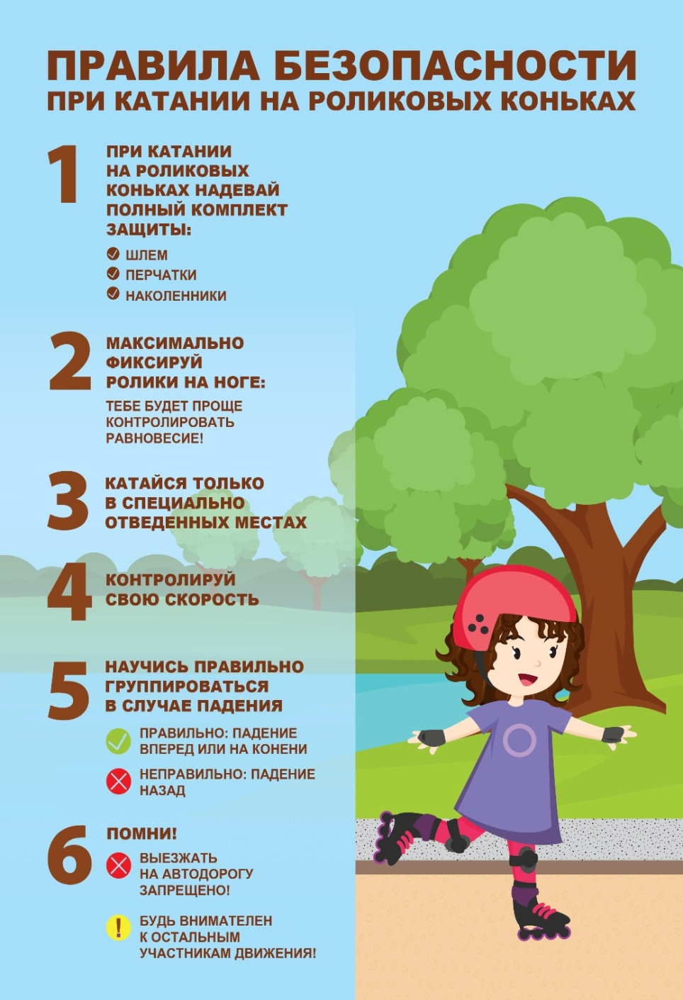 ПРАВИЛА БЕЗОПАСНОСТИ
ПРИ КАТАНИИ НА РОЛИКОВЫХ КОНЬКАХ
1
ПРИ КАТАНИИ
НА РОЛИКОВЫХ
КОНЬКАХ НАДЕВАЙ
ПОЛНЫЙ КОМПЛЕКТ
ЗАЩИТЫ:
ШЛЕМ
ПЕРЧАТКИ
НАКОЛЕННИКИ
2
МАКСИМАЛЬНО
ФИКСИРУЙ
РОЛИКИ НА НОГЕ:
ТЕБЕ БУДЕТ ПРОЩЕ
КОНТРОЛИРОВАТЬ
РАВНОВЕСИЕ!
3
КАТАЙСЯ ТОЛЬКО
В СПЕЦИАЛЬНО
ОТВЕДЕННЫХ МЕСТАХ
4
КОНТРОЛИРУЙ
СВОЮ СКОРОСТЬ
5
НАУЧИСЬ ПРАВИЛЬНО
ГРУППИРОВАТЬСЯ
В СЛУЧАЕ ПАДЕНИЯ
ПРАВИЛЬНО: ПАДЕНИЕ
ВПЕРЕД ИЛИ НА КОНЕНИ
НЕПРАВИЛЬНО: ПАДЕНИЕ
НАЗАД
6
ПОМНИ!
ВЫЕЗЖАТЬ
НА АВТОДОРОГУ
ЗАПРЕЩЕНО!
БУДЬ ВНИМАТЕЛЕН
К ОСТАЛЬНЫМ
УЧАСТНИКАМ ДВИЖЕНИЯ!